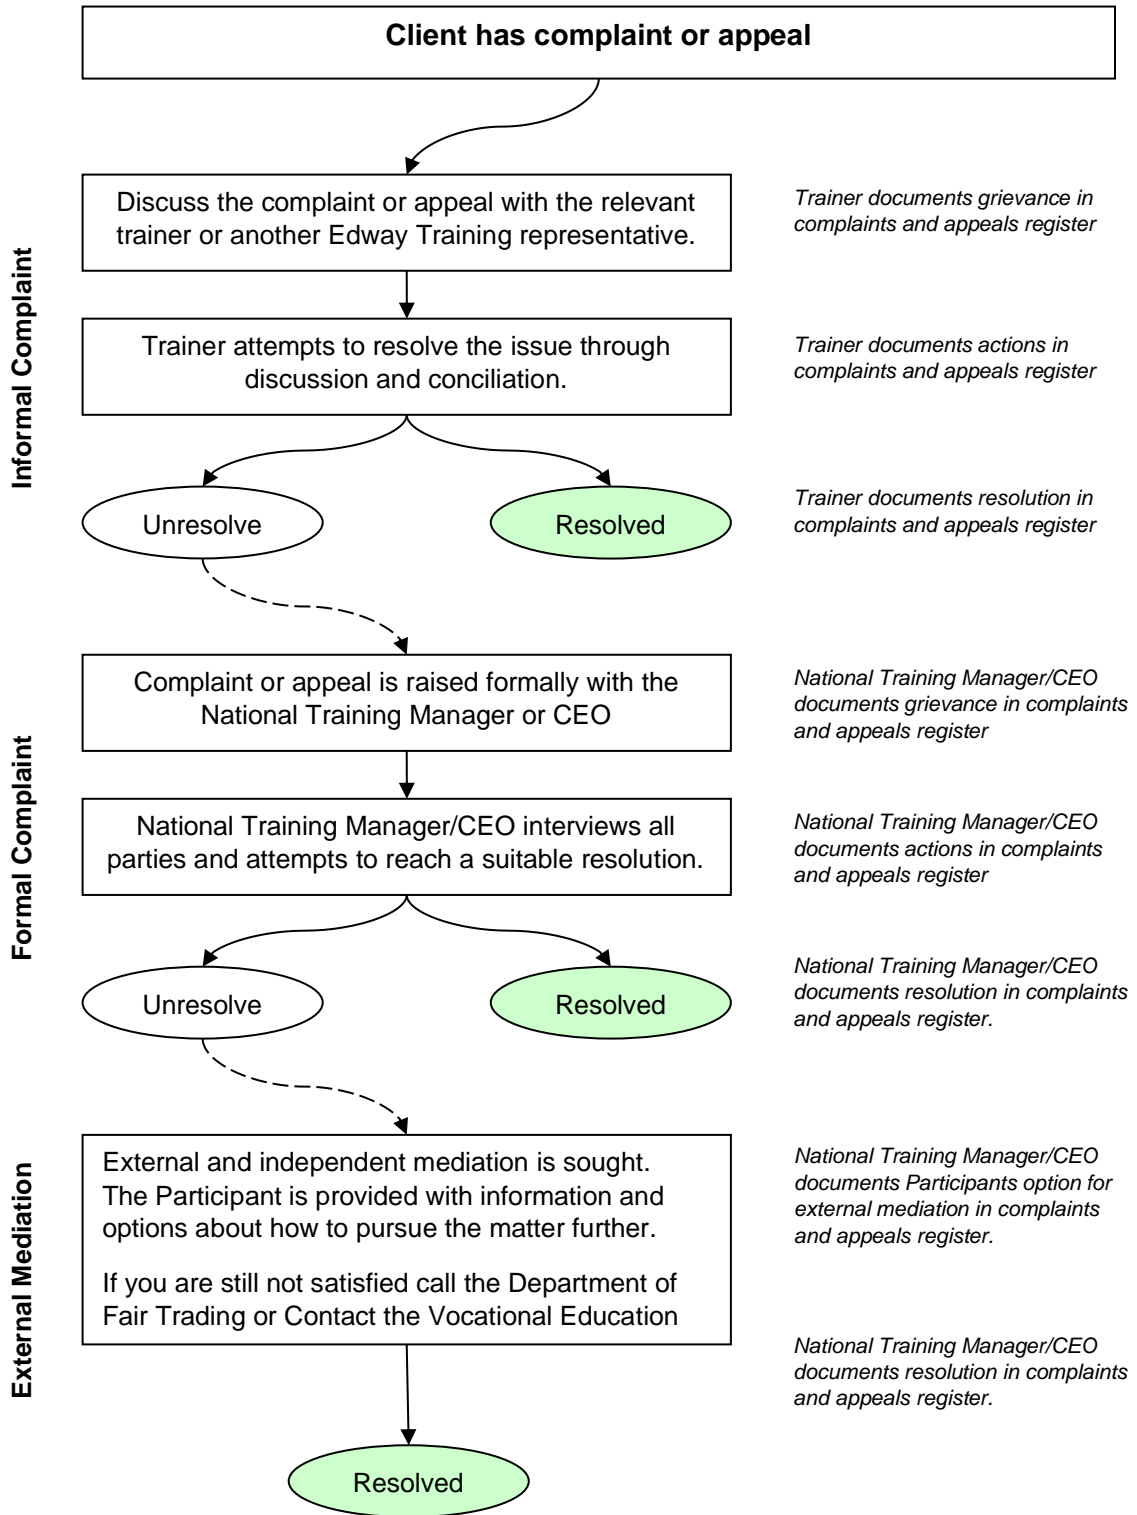 Client has complaint or appeal
Informal Complaint
Discuss the complaint or appeal with the relevant
trainer or another Edway Training representative.
Trainer documents grievance in
complaints and appeals register
Trainer attempts to resolve the issue through
discussion and conciliation.
Trainer documents actions in
complaints and appeals register
Unresolve
Resolved
Trainer documents resolution in
complaints and appeals register
Formal Complaint
Complaint or appeal is raised formally with the
National Training Manager or CEO
National Training Manager/CEO
documents grievance in complaints
and appeals register
National Training Manager/CEO interviews all
parties and attempts to reach a suitable resolution.
National Training Manager/CEO
documents actions in complaints
and appeals register
Unresolve
Resolved
National Training Manager/CEO
documents resolution in complaints
and appeals register.
External Mediation
External and independent mediation is sought.
The Participant is provided with information and
options about how to pursue the matter further.
If you are still not satisfied call the Department of
Fair Trading or Contact the Vocational Education
National Training Manager/CEO
documents Participants option for
external mediation in complaints
and appeals register.
National Training Manager/CEO
documents resolution in complaints
and appeals register.
Resolved